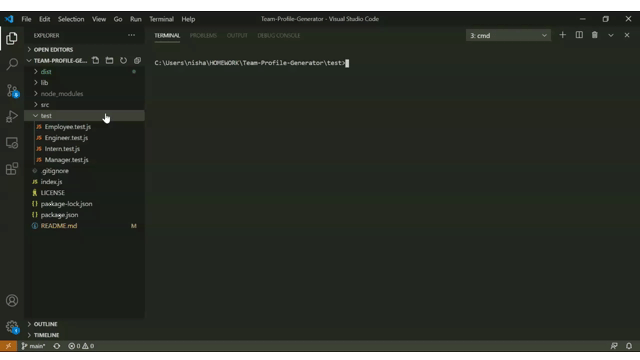 File Edit Selection View Go Run Terminal Help
Team-Profile-Generator - Visual Studio Code
EXPLORER
OPEN EDITORS
TEAM-PROFILE-GE...
dist
lib
node_modules
src
test
JS Employee.test.js
JS Engineer.test.js
JS Intern.test.js
JS Manager.test.js
.gitignore
JS index.js
LICENSE
{} package-lock.json
{} package.json
README.md M
OUTLINE
TIMELINE
TERMINAL PROBLEMS OUTPUT DEBUG CONSOLE
3: cmd
C:\Users\nisha\HOMEWORK\Team-Profile-Generator\test>
main* 0 0